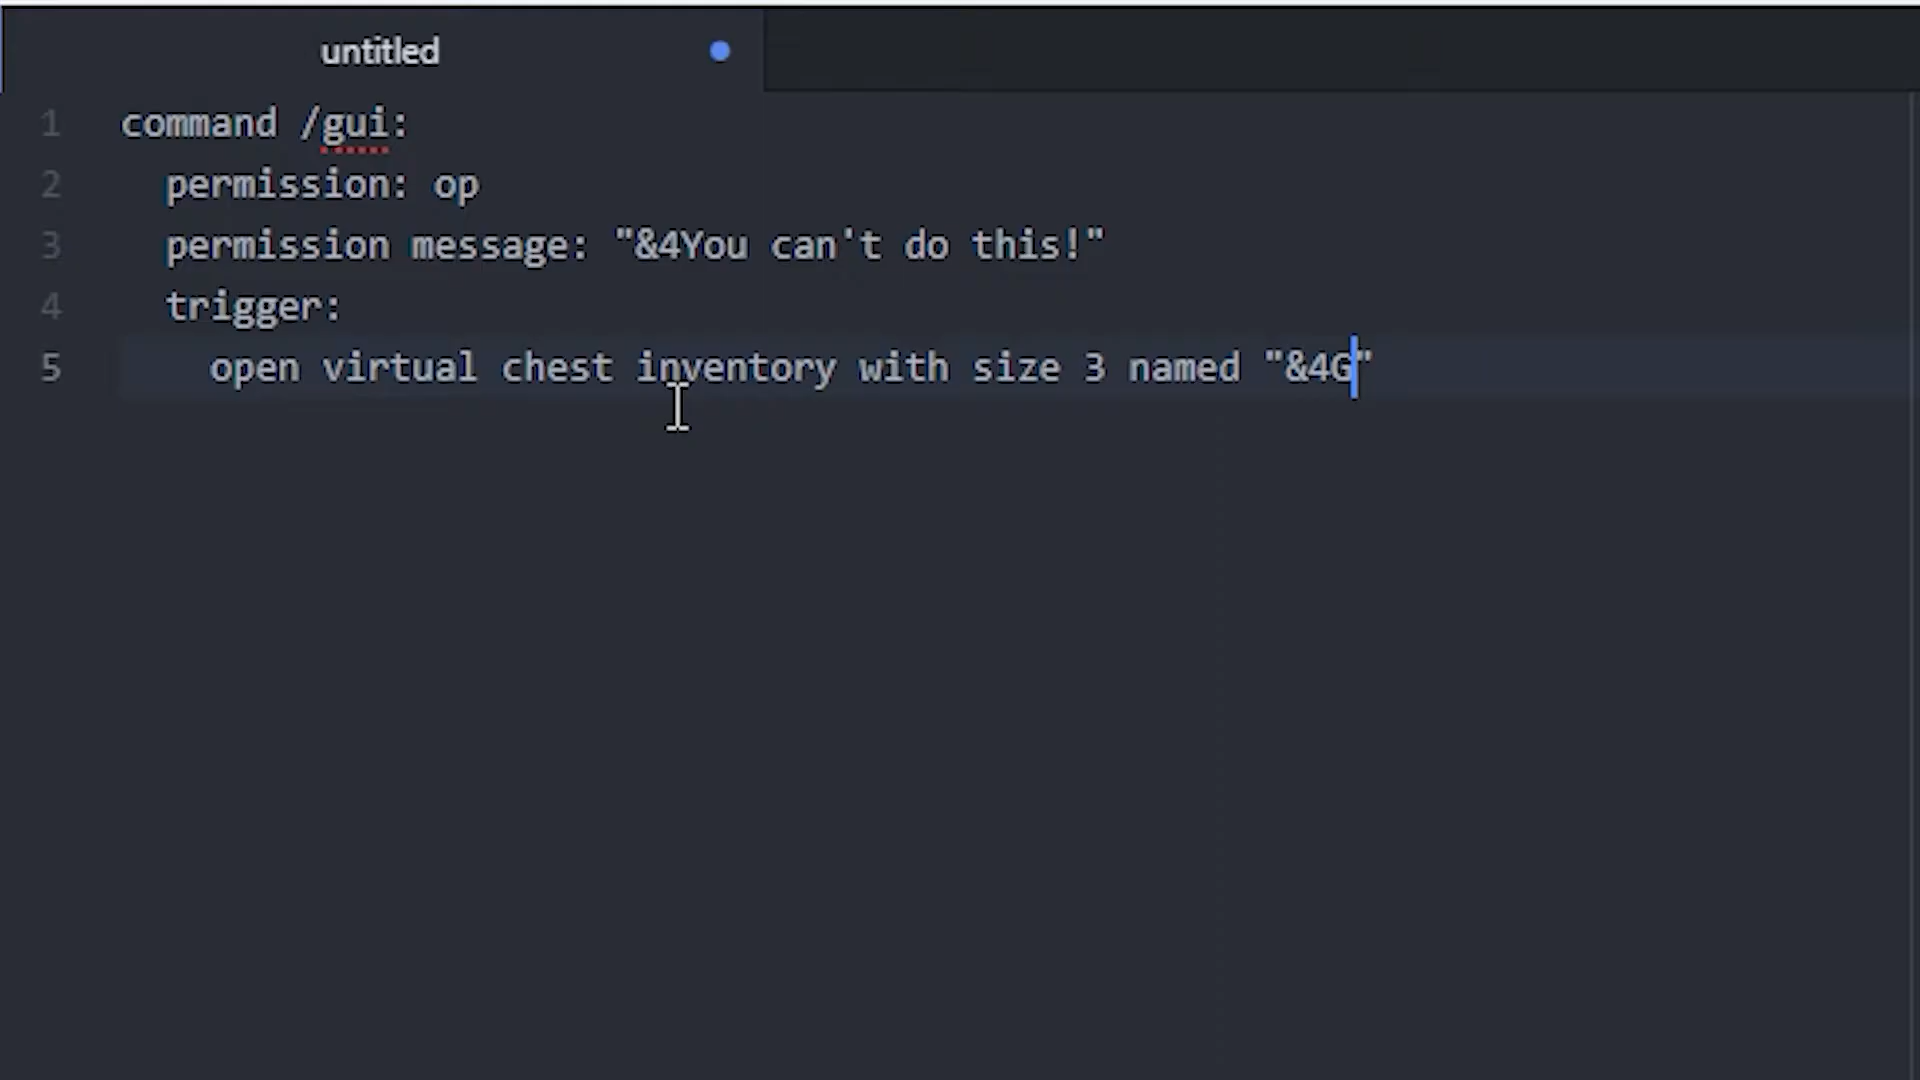 untitled
1 command /gui:
2 permission: op
3 permission message: "&4You can't do this!"
4 trigger:
5 open virtual chest inventory with size 3 named "&4G"